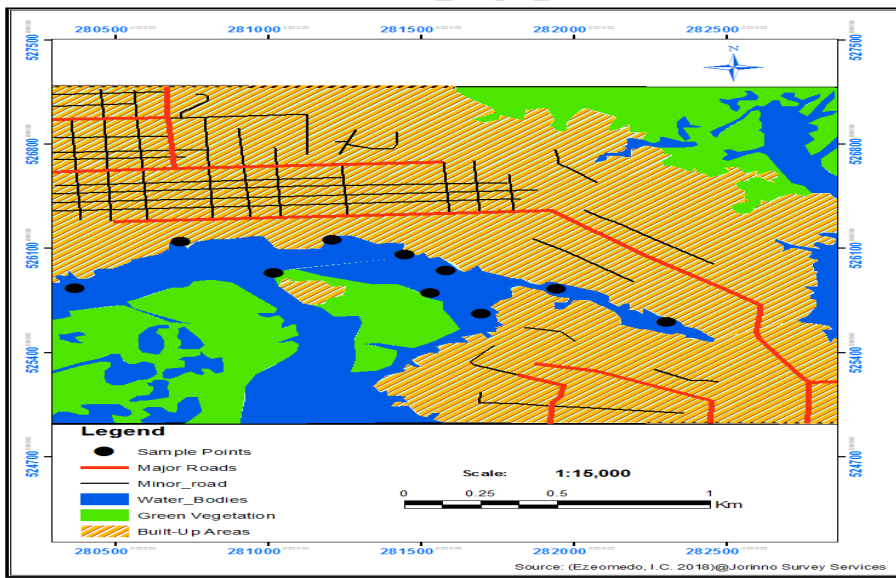 280500 281000 281500 282000 282500
527500 527500
N
526800 526800
526100 526100
525400 525400
524700 524700
Legend
Sample Points
Major Roads
Minor_road
Water_Bodies
Green Vegetation
Built-Up Areas
Scale: 1:15,000
0 0.25 0.5 1
Km
280500 281000 281500 282000 282500
Source: (Ezeomedo, I.C. 2018)@Jorinno Survey Services